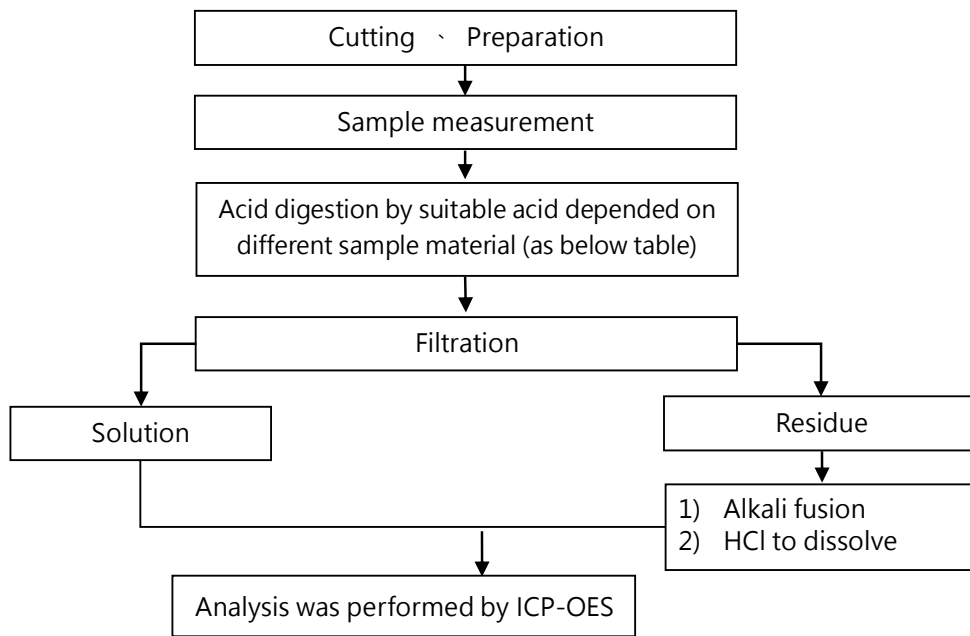 Cutting 、 Preparation
Sample measurement
Acid digestion by suitable acid depended on
different sample material (as below table)
Filtration
Solution
Residue
1) Alkali fusion
2) HCl to dissolve
Analysis was performed by ICP-OES